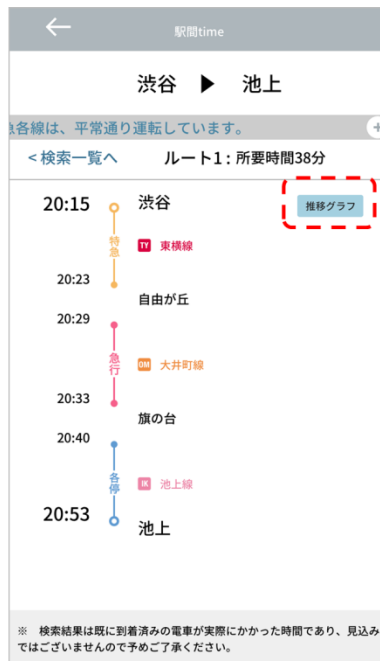 駅間time
渋谷 ▶ 池上
急各線は、平常通り運転しています。
<検索一覧へ ルート1:所要時間38分
20:15 渋谷 推移グラフ
特急 TY 東横線
20:23
自由が丘
20:29
急行 OM 大井町線
20:33
旗の台
20:40
各停 IK 池上線
20:53
池上
※ 検索結果は既に到着済みの電車が実際にかかった時間であり、見込み
ではございませんので予めご了承ください。